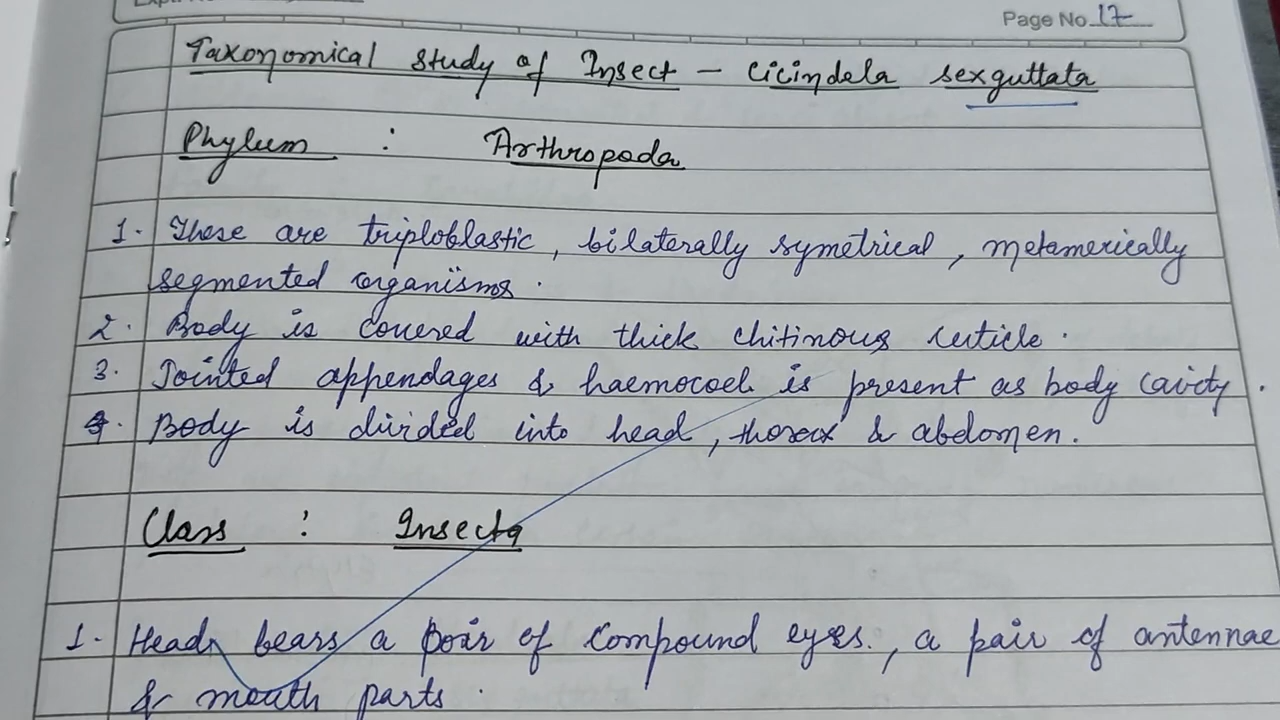 Page No. 17
Taxonomical study of Insect - Cicindela sexguttata
Phylum : Arthropoda
1. These are triploblastic, bilaterally symetrical, metamerically
segmented organisms.
2. Body is covered with thick chitinous cuticle.
3. Jointed appendages & haemocoel is present as body cavity.
4. Body is divided into head, thorax & abdomen.
Class : Insecta
1. Head bears a pair of compound eyes., a pair of antennae
& mouth parts.